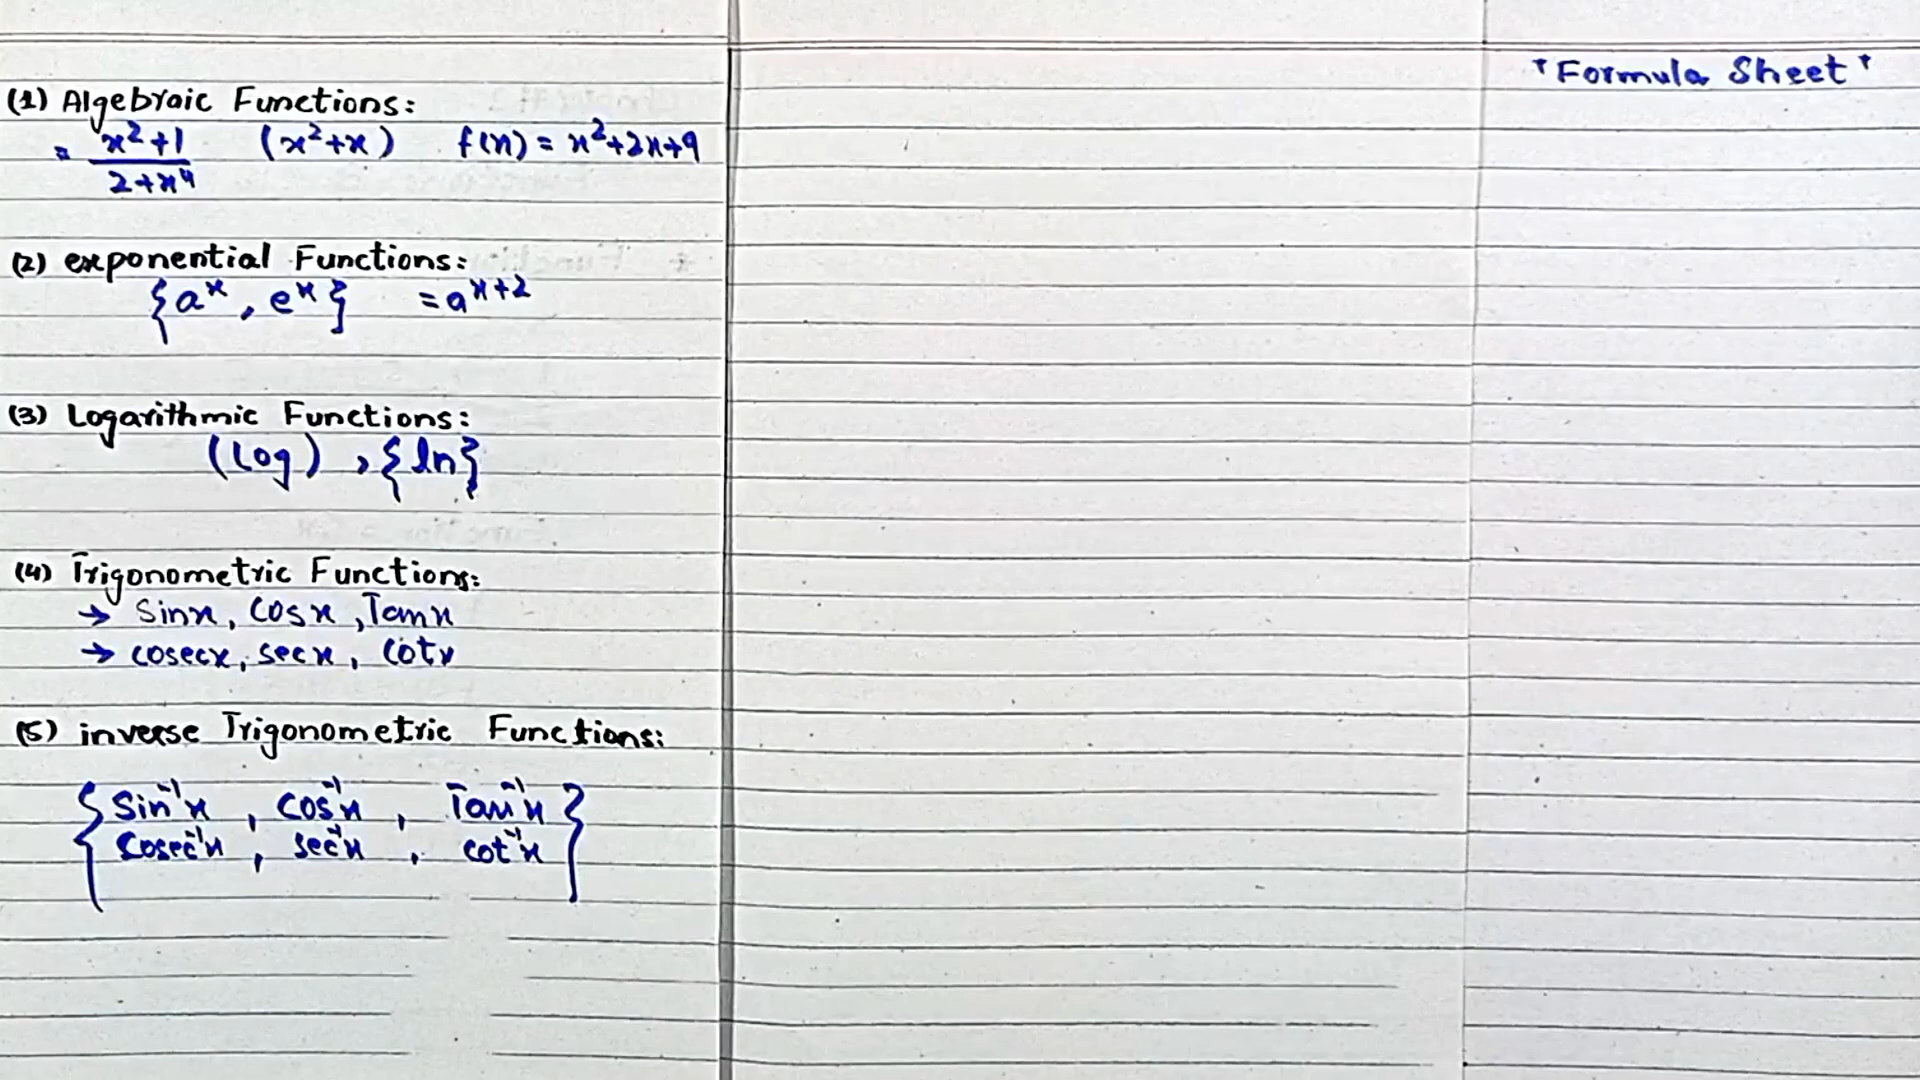 (1) Algebraic Functions:
= x²+1 / 2+x⁴   (x²+x)   f(x) = x²+2x+9
(2) exponential Functions:
{aˣ, eˣ}   = aˣ⁺²
(3) Logarithmic Functions:
(Log), {ln}
(4) Trigonometric Functions:
→ Sinx, Cosx, Tanx
→ cosecx, secx, Cotx
(5) inverse Trigonometric Functions:
{Sin⁻¹x, Cos⁻¹x, Tan⁻¹x
Cosec⁻¹x, sec⁻¹x, cot⁻¹x}
'Formula Sheet'